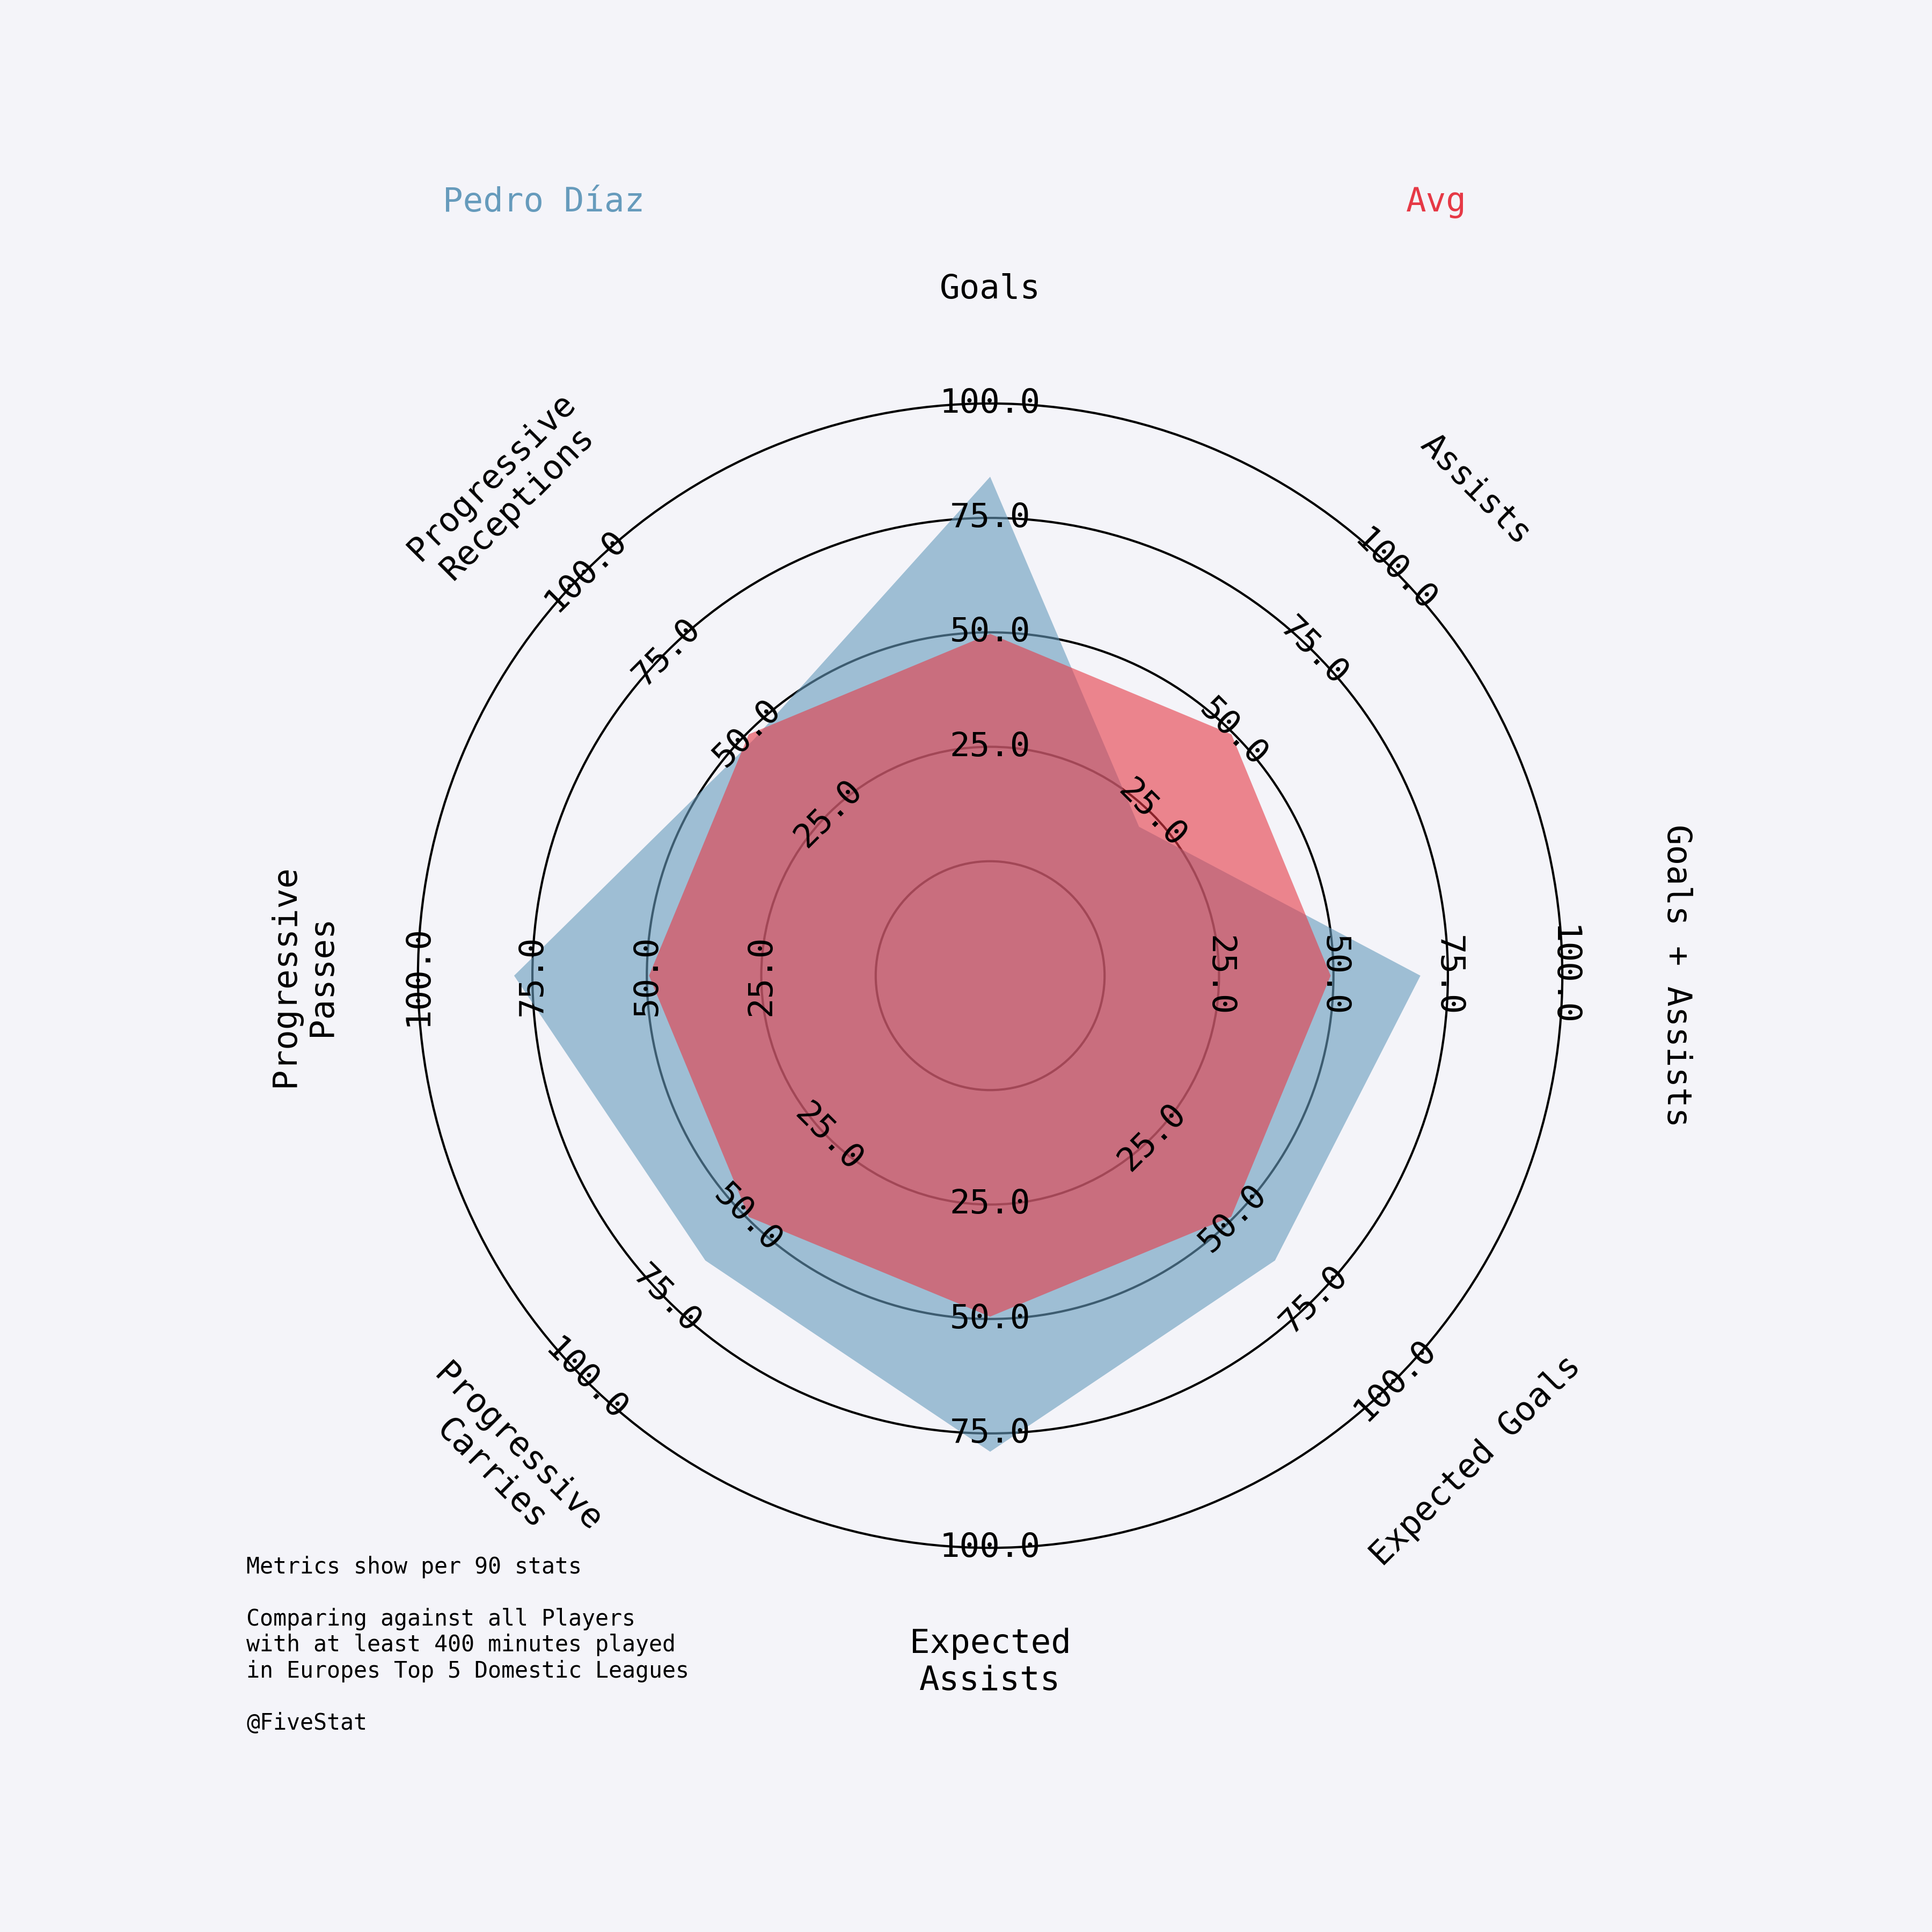 Pedro Díaz
Avg
Goals
Assists
Goals + Assists
Expected Goals
Expected
Assists
Progressive
Carries
Progressive
Passes
Progressive
Receptions
25.0
50.0
75.0
100.0
25.0
50.0
75.0
100.0
25.0
50.0
75.0
100.0
25.0
50.0
75.0
100.0
25.0
50.0
75.0
100.0
25.0
50.0
75.0
100.0
25.0
50.0
75.0
100.0
25.0
50.0
75.0
100.0
Metrics show per 90 stats
Comparing against all Players
with at least 400 minutes played
in Europes Top 5 Domestic Leagues
@FiveStat